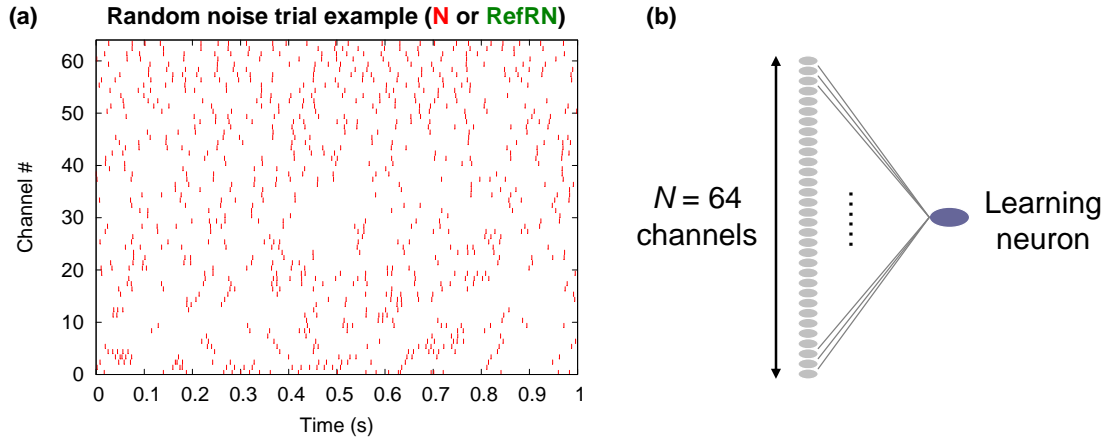 (a)
Random noise trial example (N or RefRN)
60
50
40
30
20
10
0
Channel #
0 0.1 0.2 0.3 0.4 0.5 0.6 0.7 0.8 0.9 1
Time (s)
(b)
N = 64
channels
Learning
neuron